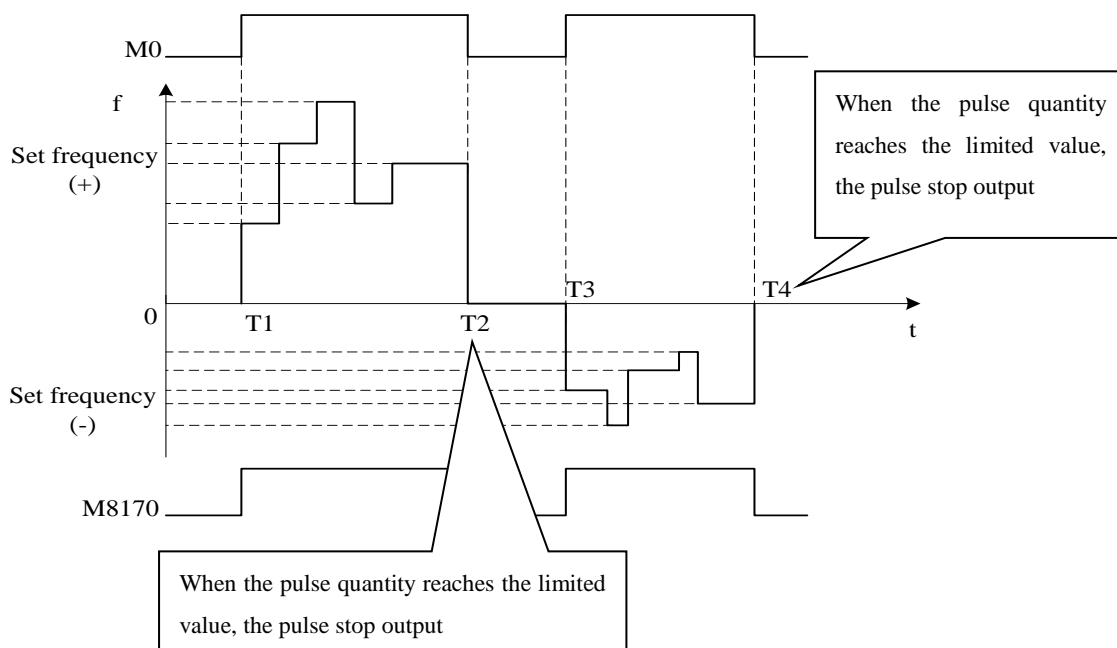 M0
f
When the pulse quantity
reaches the limited value,
the pulse stop output
Set frequency
(+)
T3
T4
0
T1
T2
t
Set frequency
(-)
M8170
When the pulse quantity reaches the limited
value, the pulse stop output